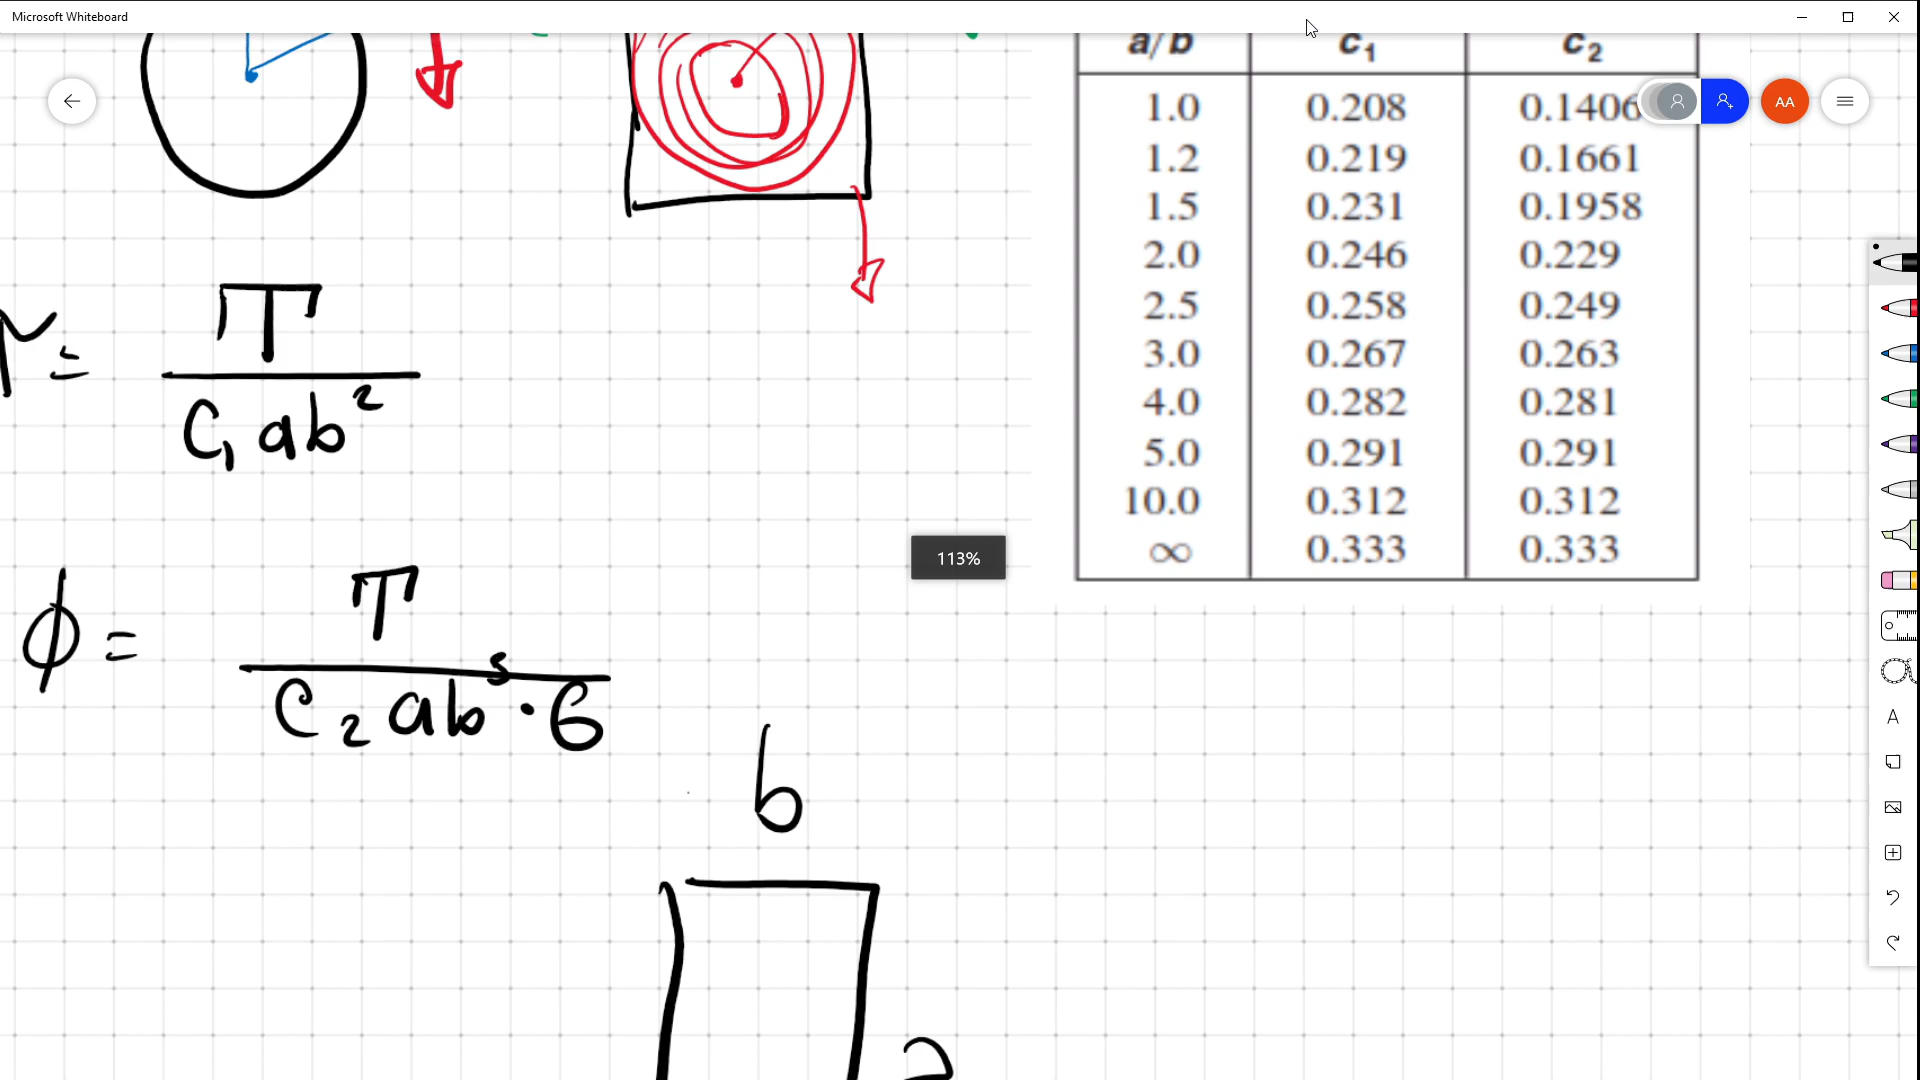 Microsoft Whiteboard
a/b c₁ c₂
1.0 0.208 0.1406
1.2 0.219 0.1661
1.5 0.231 0.1958
2.0 0.246 0.229
2.5 0.258 0.249
3.0 0.267 0.263
4.0 0.282 0.281
5.0 0.291 0.291
10.0 0.312 0.312
∞ 0.333 0.333
AA
= T
C₁ab²
113%
ϕ = T
C₂ab³·G
b
A